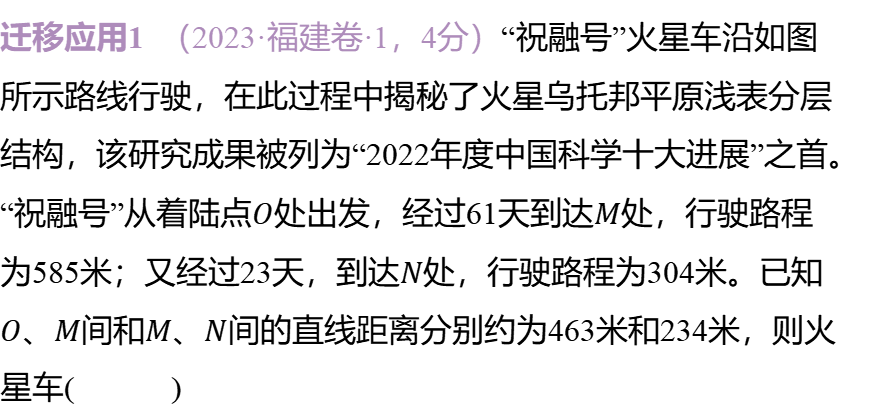 迁移应用1 （2023·福建卷·1，4分）“祝融号”火星车沿如图
所示路线行驶，在此过程中揭秘了火星乌托邦平原浅表分层
结构，该研究成果被列为“2022年度中国科学十大进展”之首。
“祝融号”从着陆点O处出发，经过61天到达M处，行驶路程
为585米；又经过23天，到达N处，行驶路程为304米。已知
O、M间和M、N间的直线距离分别约为463米和234米，则火
星车(　　)